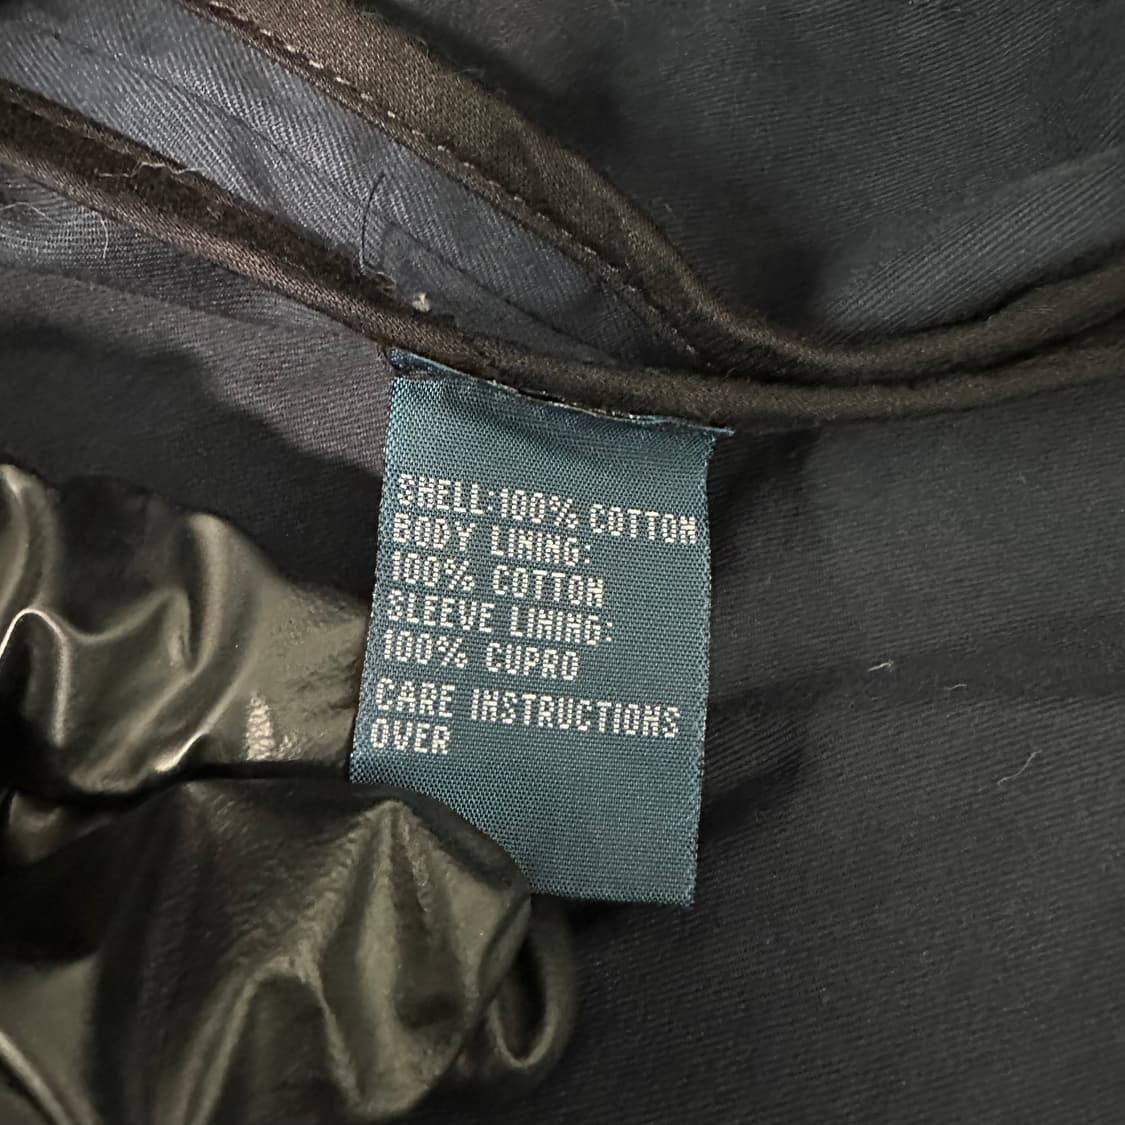 SHELL:100% COTTON
BODY LINING:
100% COTTON
SLEEVE LINING:
100% CUPRO
CARE INSTRUCTIONS
OVER